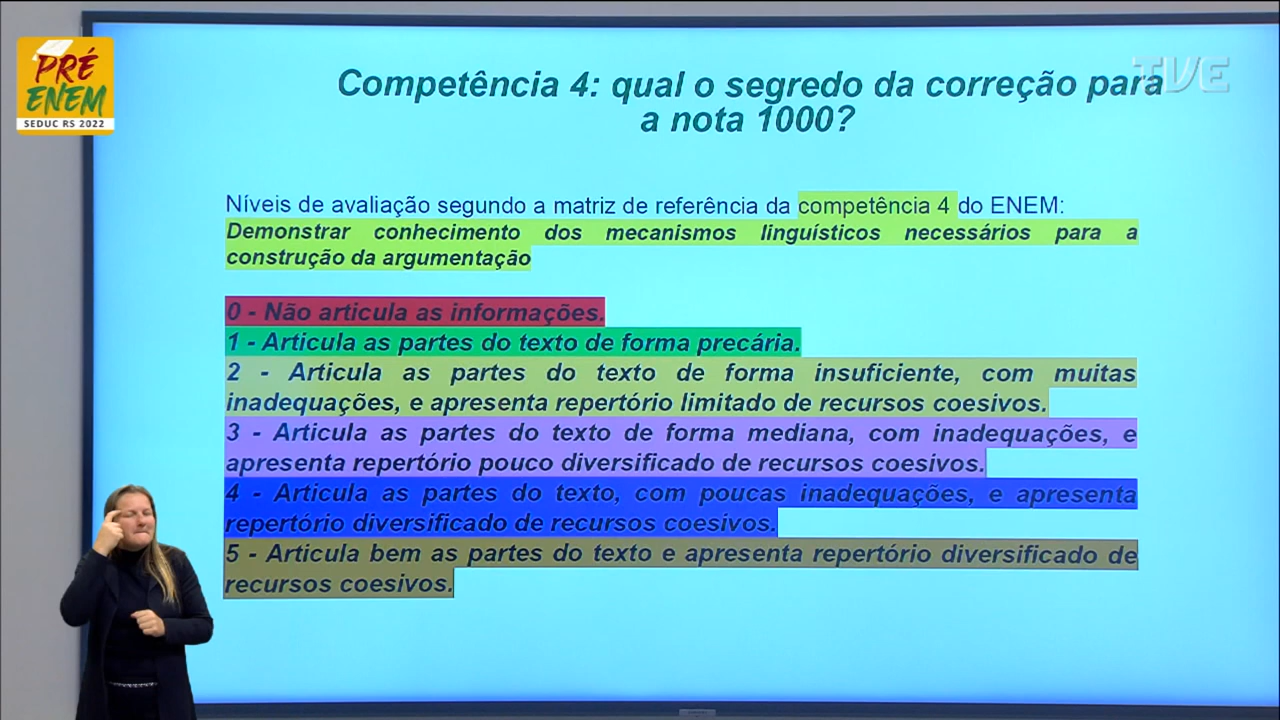 PRÉ
ENEM
SEDUC RS 2022
TVE
Competência 4: qual o segredo da correção para
a nota 1000?
Níveis de avaliação segundo a matriz de referência da competência 4 do ENEM:
Demonstrar conhecimento dos mecanismos linguísticos necessários para a
construção da argumentação
0 - Não articula as informações.
1 - Articula as partes do texto de forma precária.
2 - Articula as partes do texto de forma insuficiente, com muitas
inadequações, e apresenta repertório limitado de recursos coesivos.
3 - Articula as partes do texto de forma mediana, com inadequações, e
apresenta repertório pouco diversificado de recursos coesivos.
4 - Articula as partes do texto, com poucas inadequações, e apresenta
repertório diversificado de recursos coesivos.
5 - Articula bem as partes do texto e apresenta repertório diversificado de
recursos coesivos.